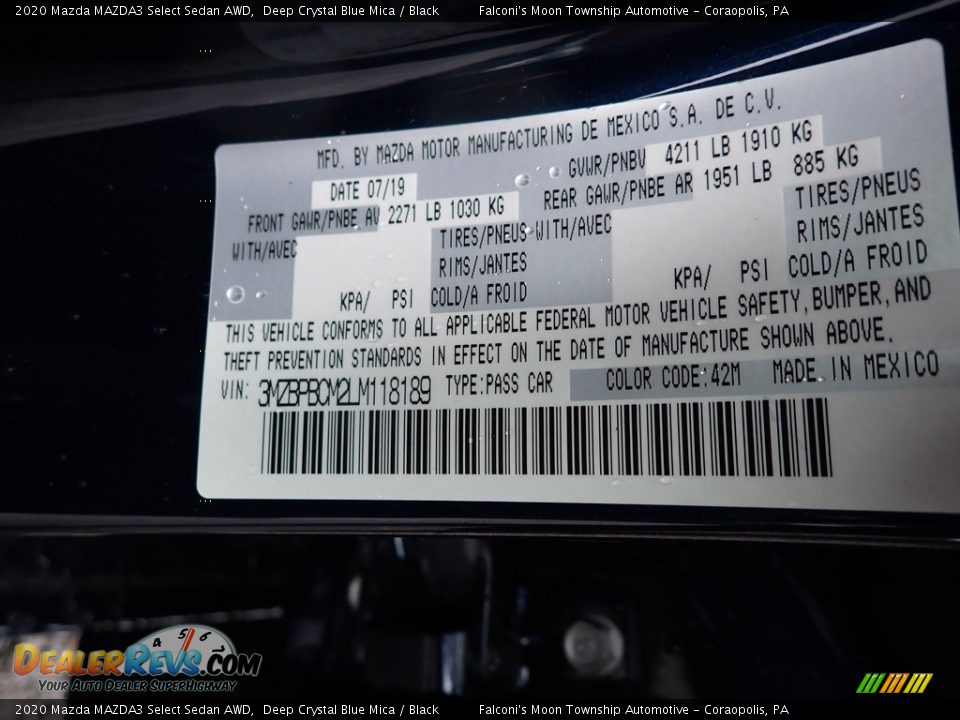 2020 Mazda MAZDA3 Select Sedan AWD,  Deep Crystal Blue Mica / Black        Falconi's Moon Township Automotive - Coraopolis, PA
MFD. BY MAZDA MOTOR MANUFACTURING DE MEXICO S.A. DE C.V.
DATE 07/19 GVWR/PNBV 4211 LB 1910 KG
FRONT GAWR/PNBE AV 2271 LB 1030 KG REAR GAWR/PNBE AR 1951 LB 885 KG
WITH/AVEC TIRES/PNEUS WITH/AVEC TIRES/PNEUS
RIMS/JANTES RIMS/JANTES
KPA/ PSI COLD/A FROID KPA/ PSI COLD/A FROID
THIS VEHICLE CONFORMS TO ALL APPLICABLE FEDERAL MOTOR VEHICLE SAFETY, BUMPER, AND
THEFT PREVENTION STANDARDS IN EFFECT ON THE DATE OF MANUFACTURE SHOWN ABOVE.
VIN: 3MZBPBCM2LM118189 TYPE:PASS CAR COLOR CODE:42M MADE IN MEXICO
4 5 6
DEALERREVS.COM
YOUR AUTO DEALER SUPERHIGHWAY
2020 Mazda MAZDA3 Select Sedan AWD,  Deep Crystal Blue Mica / Black        Falconi's Moon Township Automotive - Coraopolis, PA